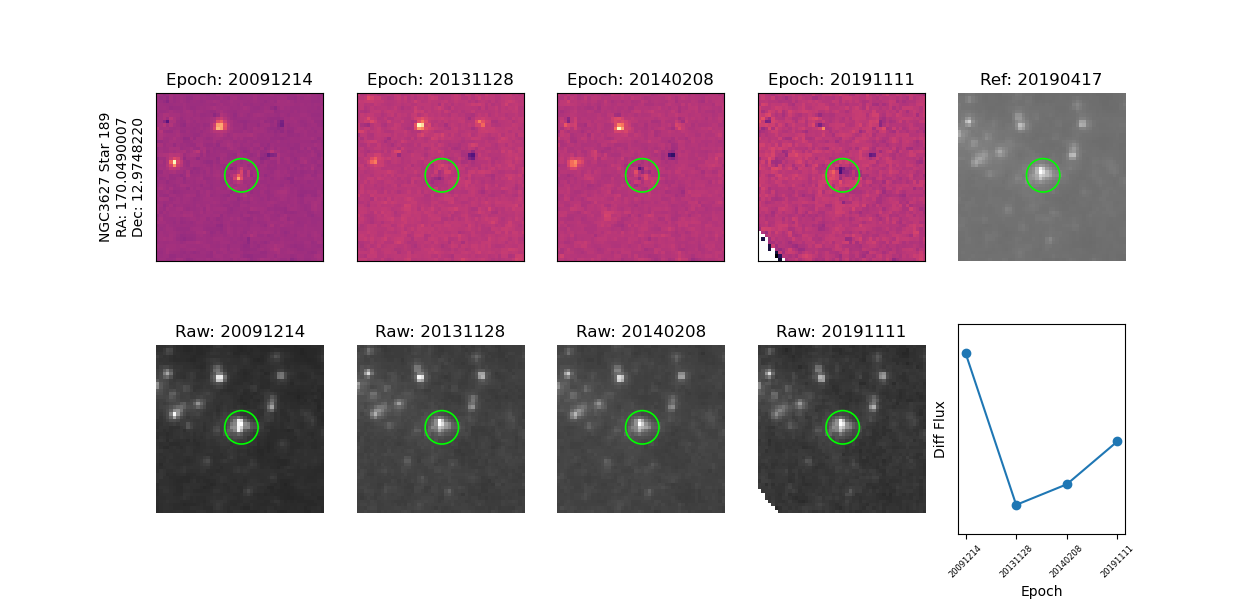 NGC3627 Star 189
RA: 170.0490007
Dec: 12.9748220
Epoch: 20091214
Epoch: 20131128
Epoch: 20140208
Epoch: 20191111
Ref: 20190417
Raw: 20091214
Raw: 20131128
Raw: 20140208
Raw: 20191111
Diff Flux
20091214
20131128
20140208
20191111
Epoch